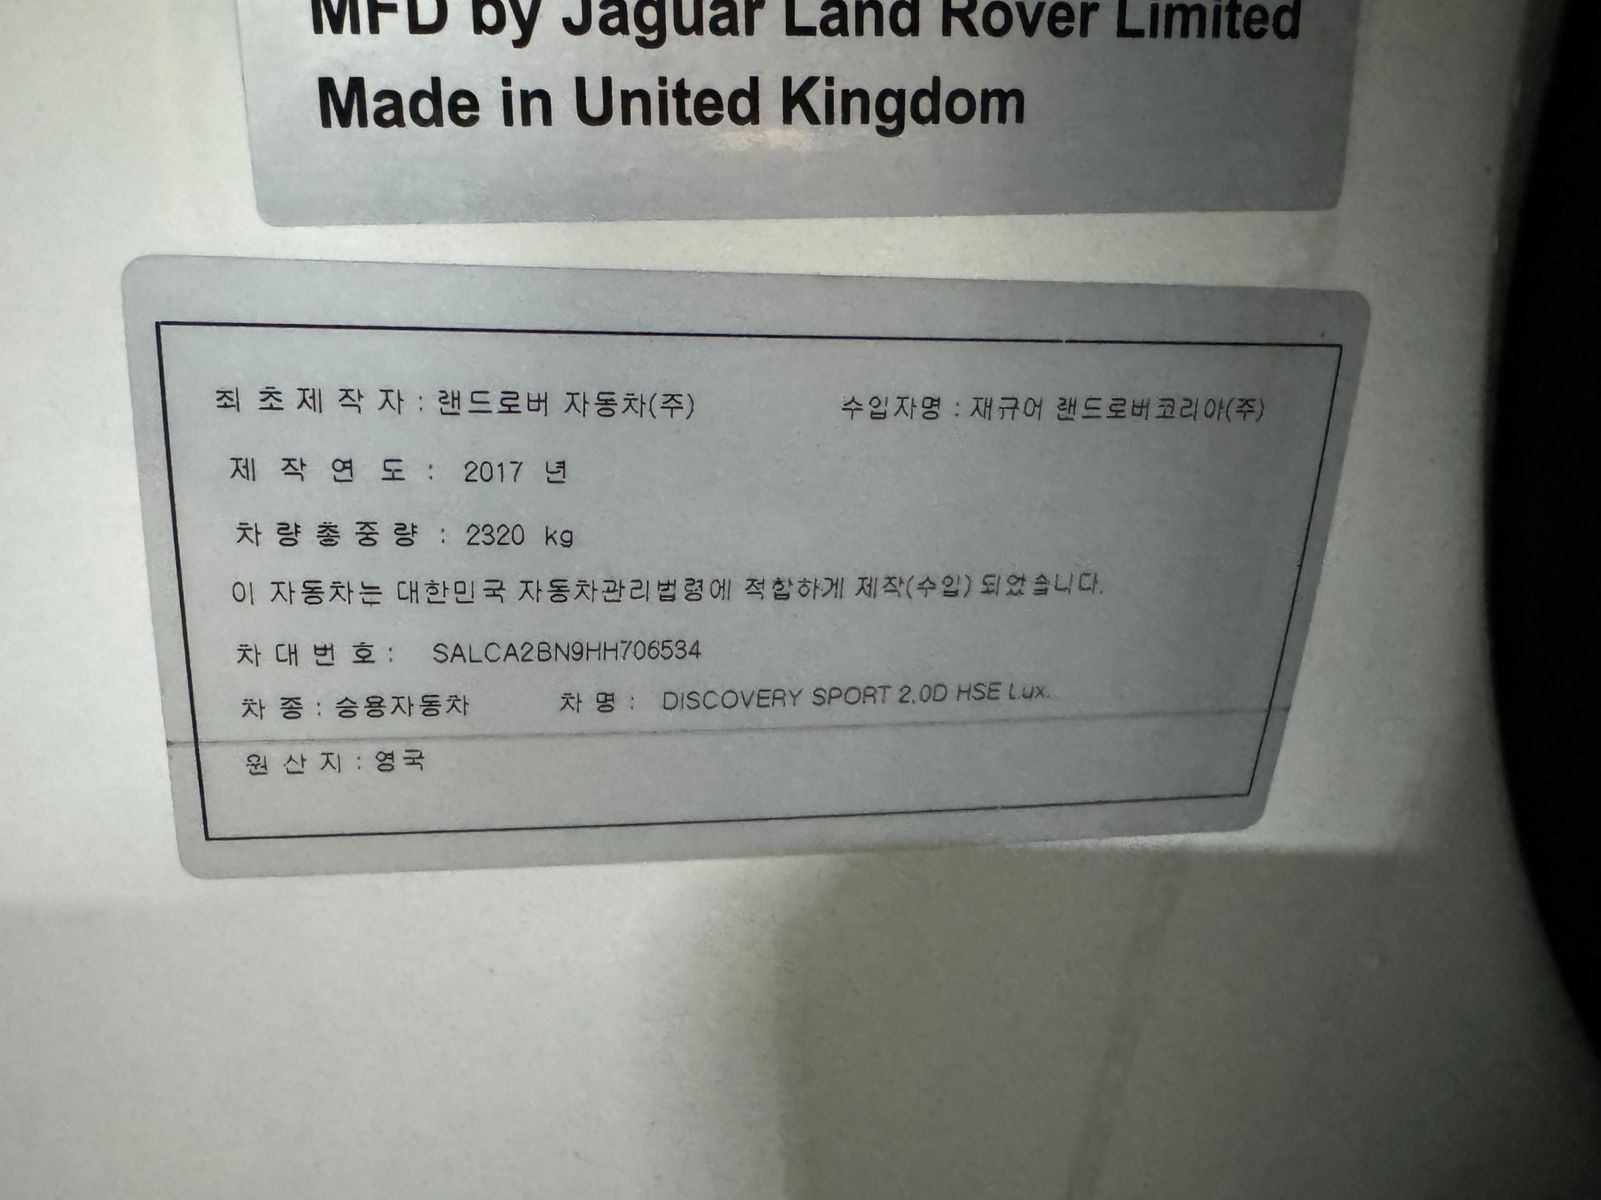 MFD by Jaguar Land Rover Limited
Made in United Kingdom
최초제작자 : 랜드로버 자동차(주) 수입자명 : 재규어 랜드로버코리아(주)
제작연도 : 2017 년
차량총중량 : 2320 kg
이 자동차는 대한민국 자동차관리법령에 적합하게 제작(수입) 되었습니다.
차대번호 : SALCA2BN9HH706534
차종 : 승용자동차 차명 : DISCOVERY SPORT 2.0D HSE Lux.
원산지 : 영국